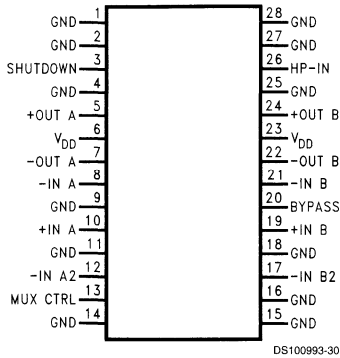 GND 1 28 GND
GND 2 27 GND
SHUTDOWN 3 26 HP-IN
GND 4 25 GND
+OUT A 5 24 +OUT B
VDD 6 23 VDD
-OUT A 7 22 -OUT B
-IN A 8 21 -IN B
GND 9 20 BYPASS
+IN A 10 19 +IN B
GND 11 18 GND
-IN A2 12 17 -IN B2
MUX CTRL 13 16 GND
GND 14 15 GND
DS100993-30